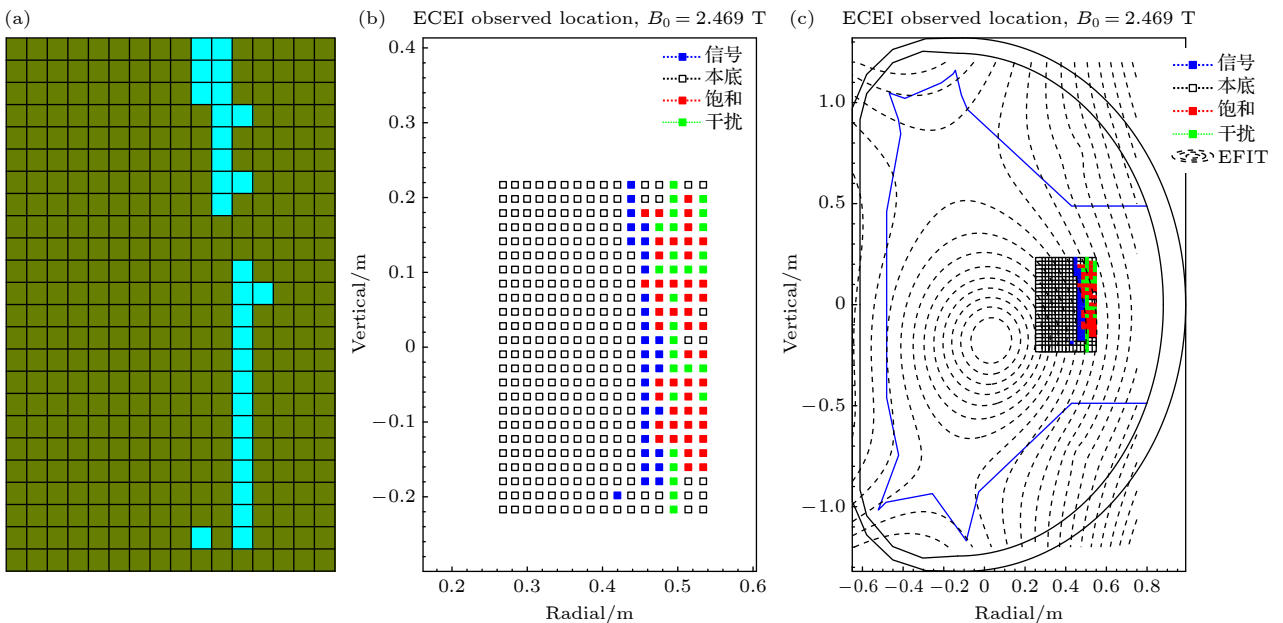 (a)
(b) ECEI observed location, B₀ = 2.469 T
0.4
0.3
0.2
0.1
0
−0.1
−0.2
Vertical/m
信号
本底
饱和
干扰
0.2 0.3 0.4 0.5 0.6
Radial/m
(c) ECEI observed location, B₀ = 2.469 T
1.0
0.5
0
−0.5
−1.0
Vertical/m
信号
本底
饱和
干扰
EFIT
−0.6 −0.4 −0.2 0 0.2 0.4 0.6 0.8
Radial/m